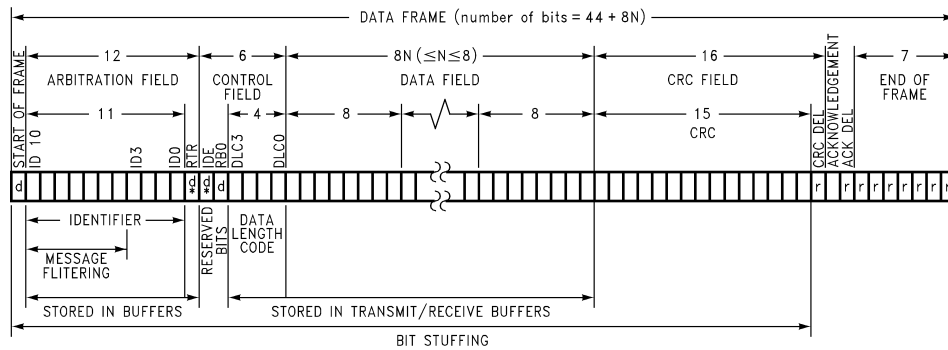 DATA FRAME (number of bits = 44 + 8N)
12
6
8N (≤N≤8)
16
7
START OF FRAME
ARBITRATION FIELD
CONTROL FIELD
DATA FIELD
CRC FIELD
ACKNOWLEDGEMENT
END OF FRAME
11
4
8
8
15
CRC
ID 10
ID3
ID0
RTR
IDE
RB0
DLC3
DLC0
CRC DEL
ACK DEL
d d* d* d r r r r r r r r r
IDENTIFIER
RESERVED BITS
DATA LENGTH CODE
MESSAGE FLITERING
STORED IN BUFFERS
STORED IN TRANSMIT/RECEIVE BUFFERS
BIT STUFFING